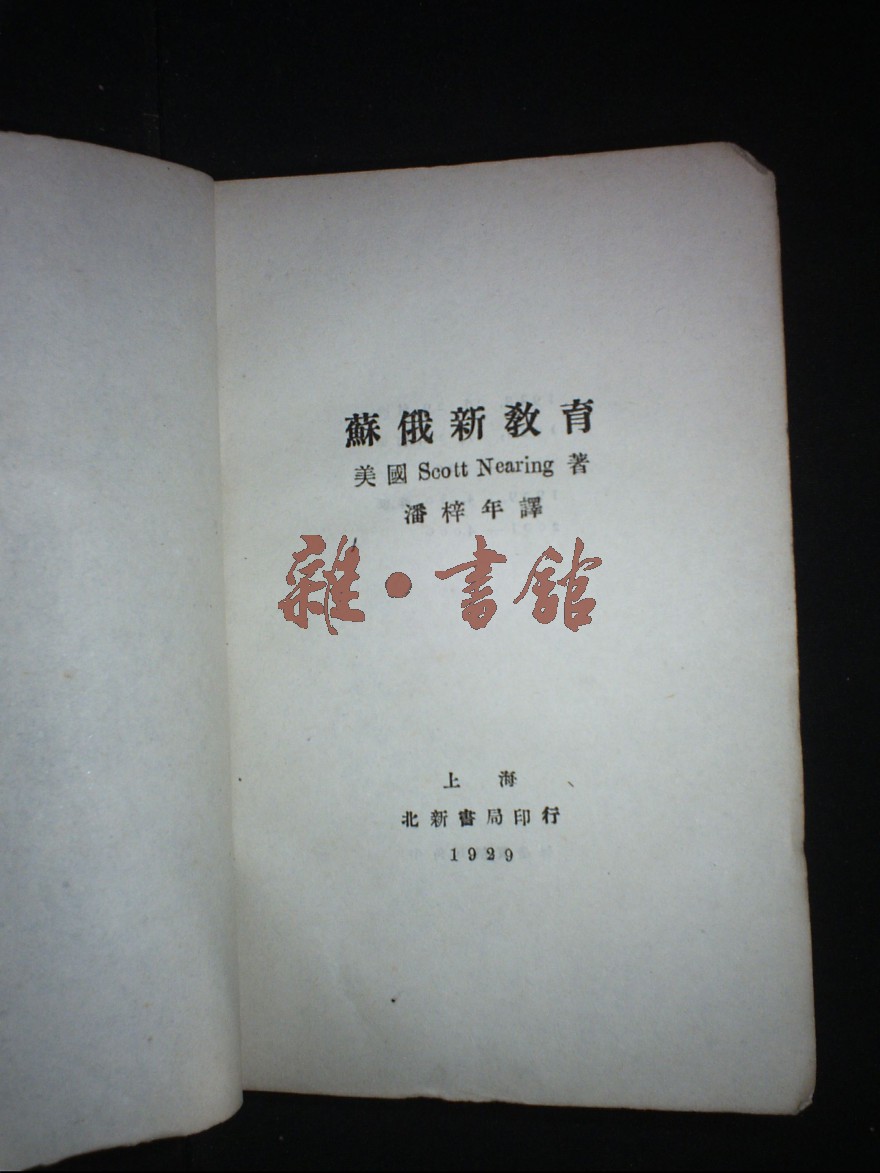 蘇俄新敎育
美國 Scott Nearing 著
潘梓年譯
雜·書館
上海
北新書局印行
1929